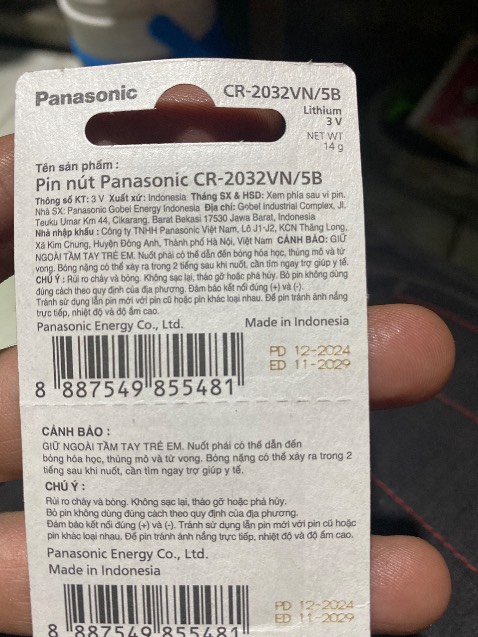 Panasonic
CR-2032VN/5B
Lithium
3 V
NET WT
14 g
Tên sản phẩm :
Pin nút Panasonic CR-2032VN/5B
Thông số KT: 3 V Xuất xứ: Indonesia Tháng SX & HSD: Xem phía sau vỉ pin.
Nhà SX: Panasonic Gobel Energy Indonesia Địa chỉ: Gobel Industrial Complex, Jl.
Teuku Umar Km 44, Cikarang, Barat Bekasi 17530 Jawa Barat, Indonesia
Nhà nhập khẩu : Công ty TNHH Panasonic Việt Nam, Lô J1-J2, KCN Thăng Long,
Xã Kim Chung, Huyện Đông Anh, Thành phố Hà Nội, Việt Nam CẢNH BÁO: GIỮ
NGOÀI TẦM TAY TRẺ EM. Nuốt phải có thể dẫn đến bỏng hóa học, thủng mô và tử
vong. Bỏng nặng có thể xảy ra trong 2 tiếng sau khi nuốt, cần tìm ngay trợ giúp y tế.
CHÚ Ý : Rủi ro cháy và bỏng. Không sạc lại, tháo gỡ hoặc phá hủy. Bỏ pin không dùng
đúng cách theo quy định của địa phương. Đảm bảo kết nối đúng (+) và (-).
Tránh sử dụng lẫn pin mới với pin cũ hoặc pin khác loại nhau. Để pin tránh ánh nắng
trực tiếp, nhiệt độ và độ ẩm cao.
Panasonic Energy Co., Ltd.
Made in Indonesia
PD 12-2024
ED 11-2029
8 887549 855481
CẢNH BÁO :
GIỮ NGOÀI TẦM TAY TRẺ EM. Nuốt phải có thể dẫn đến
bỏng hóa học, thủng mô và tử vong. Bỏng nặng có thể xảy ra trong 2
tiếng sau khi nuốt, cần tìm ngay trợ giúp y tế.
CHÚ Ý :
Rủi ro cháy và bỏng. Không sạc lại, tháo gỡ hoặc phá hủy.
Bỏ pin không dùng đúng cách theo quy định của địa phương.
Đảm bảo kết nối đúng (+) và (-). Tránh sử dụng lẫn pin mới với pin cũ hoặc
pin khác loại nhau. Để pin tránh ánh nắng trực tiếp, nhiệt độ và độ ẩm cao.
Panasonic Energy Co., Ltd.
Made in Indonesia
PD 12-2024
ED 11-2029
8 887549 855481